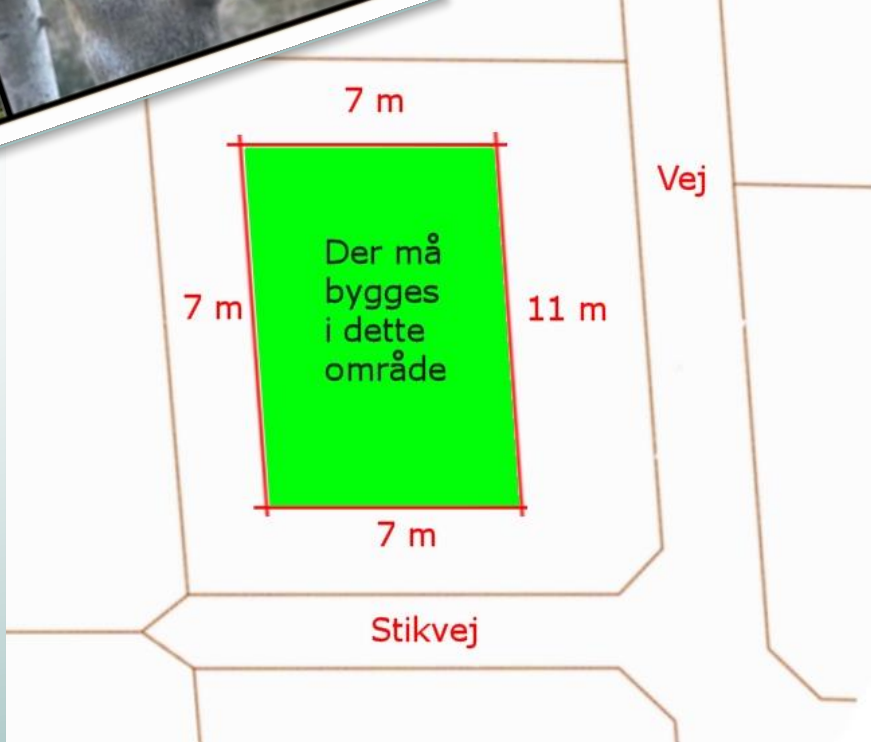 7 m
Vej
Der må
bygges
i dette
område
7 m
11 m
7 m
Stikvej